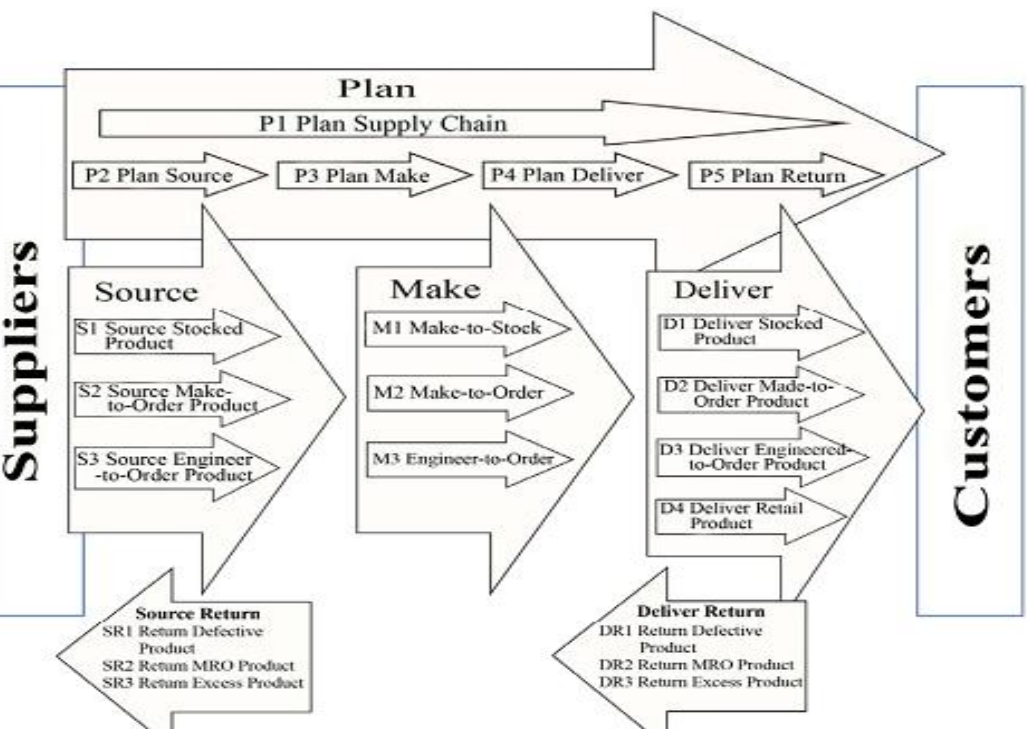 Suppliers
Plan
P1 Plan Supply Chain
P2 Plan Source
P3 Plan Make
P4 Plan Deliver
P5 Plan Return
Source
S1 Source Stocked
Product
S2 Source Make-
to-Order Product
S3 Source Engineer
-to-Order Product
Make
M1 Make-to-Stock
M2 Make-to-Order
M3 Engineer-to-Order
Deliver
D1 Deliver Stocked
Product
D2 Deliver Made-to-
Order Product
D3 Deliver Engineered-
to-Order Product
D4 Deliver Retail
Product
Customers
Source Return
SR1 Return Defective
Product
SR2 Return MRO Product
SR3 Return Excess Product
Deliver Return
DR1 Return Defective
Product
DR2 Return MRO Product
DR3 Return Excess Product